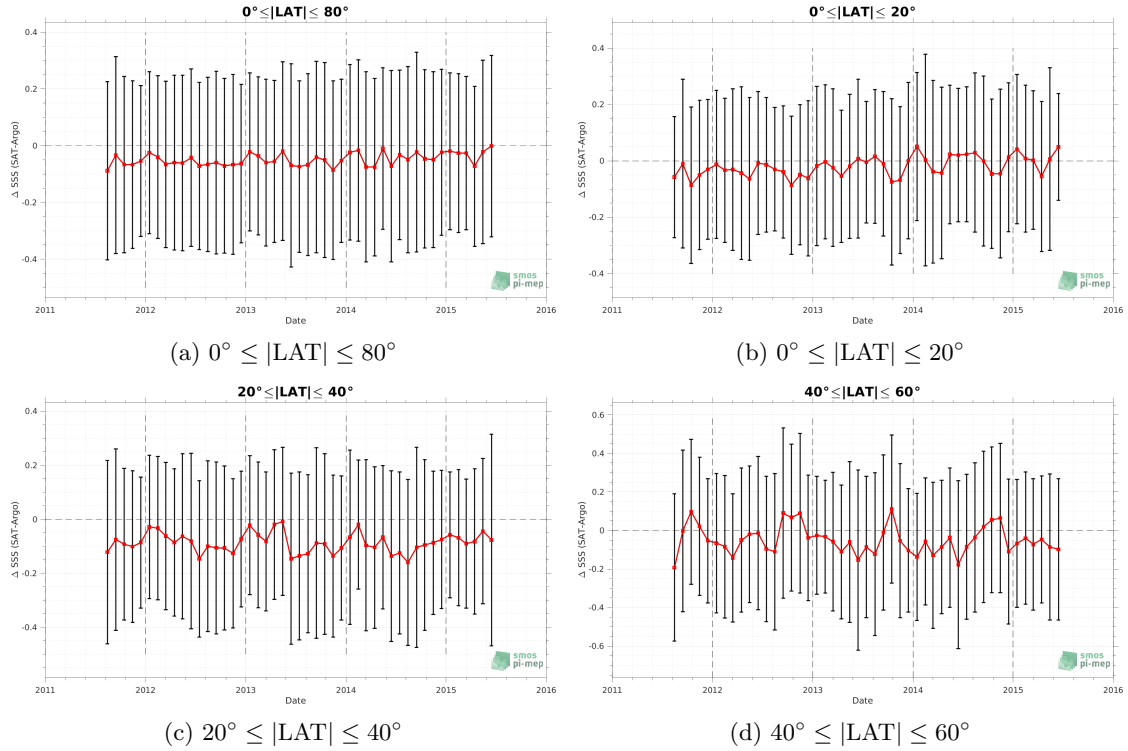 0°≤|LAT|≤ 80°
Δ SSS (SAT-Argo)
0.4
0.2
0
-0.2
-0.4
2011 2012 2013 2014 2015 2016
Date
smos
pi-mep
(a) 0° ≤ |LAT| ≤ 80°
0°≤|LAT|≤ 20°
Δ SSS (SAT-Argo)
0.4
0.2
0
-0.2
-0.4
2011 2012 2013 2014 2015 2016
Date
smos
pi-mep
(b) 0° ≤ |LAT| ≤ 20°
20°≤|LAT|≤ 40°
Δ SSS (SAT-Argo)
0.4
0.2
0
-0.2
-0.4
2011 2012 2013 2014 2015 2016
Date
smos
pi-mep
(c) 20° ≤ |LAT| ≤ 40°
40°≤|LAT|≤ 60°
Δ SSS (SAT-Argo)
0.6
0.4
0.2
0
-0.2
-0.4
-0.6
2011 2012 2013 2014 2015 2016
Date
smos
pi-mep
(d) 40° ≤ |LAT| ≤ 60°